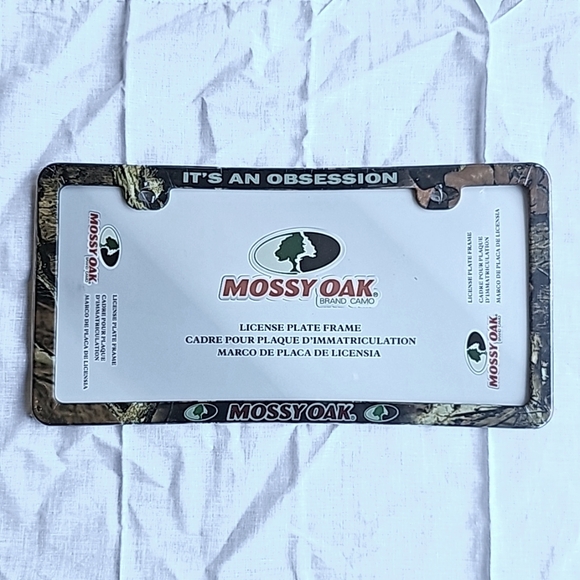 IT'S AN OBSESSION
MOSSY OAK®
BRAND CAMO
LICENSE PLATE FRAME
CADRE POUR PLAQUE D'IMMATRICULATION
MARCO DE PLACA DE LICENSIA
MOSSY OAK
LICENSE PLATE FRAME
CADRE POUR PLAQUE
D'IMMATRICULATION
MARCO DE PLACA DE LICENSIA
LICENSE PLATE FRAME
CADRE POUR PLAQUE
D'IMMATRICULATION
MARCO DE PLACA DE LICENSIA
MOSSY OAK
MOSSY OAK®